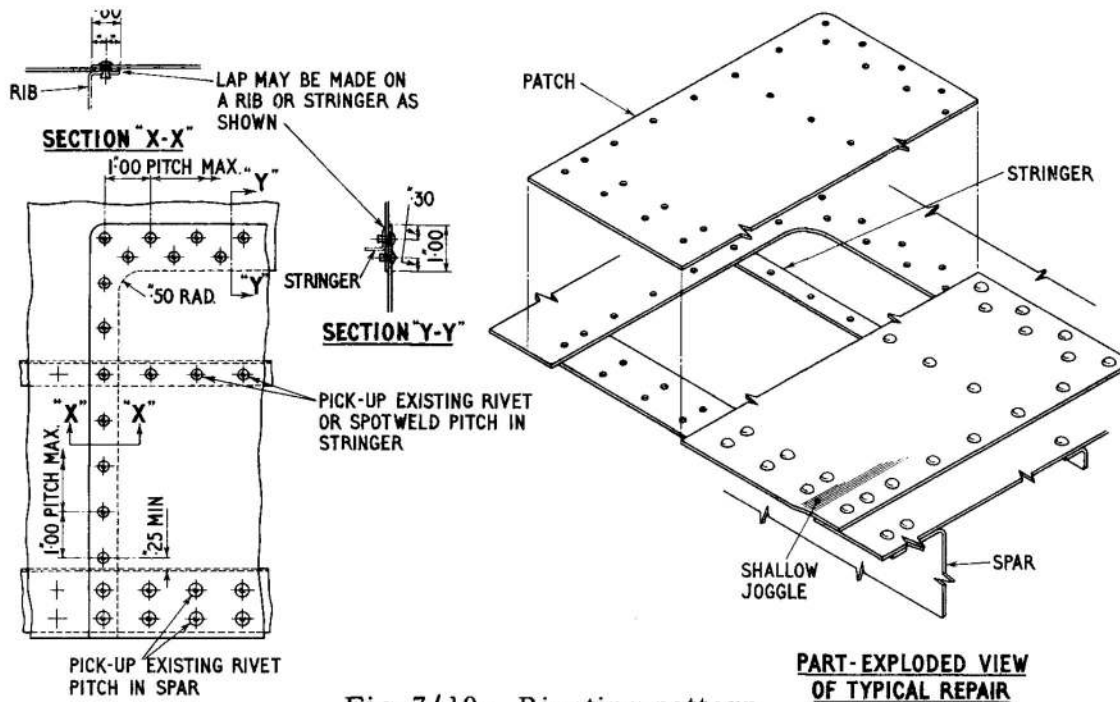 RIB
LAP MAY BE MADE ON
A RIB OR STRINGER AS
SHOWN
SECTION "X-X"
1".00 PITCH MAX.
"Y"
".30
1".00
STRINGER
"Y"
".50 RAD.
SECTION "Y-Y"
PICK-UP EXISTING RIVET
OR SPOTWELD PITCH IN
STRINGER
"X" "X"
1".00 PITCH MAX.
".25 MIN
PICK-UP EXISTING RIVET
PITCH IN SPAR
PATCH
STRINGER
SHALLOW
JOGGLE
SPAR
PART-EXPLODED VIEW
OF TYPICAL REPAIR